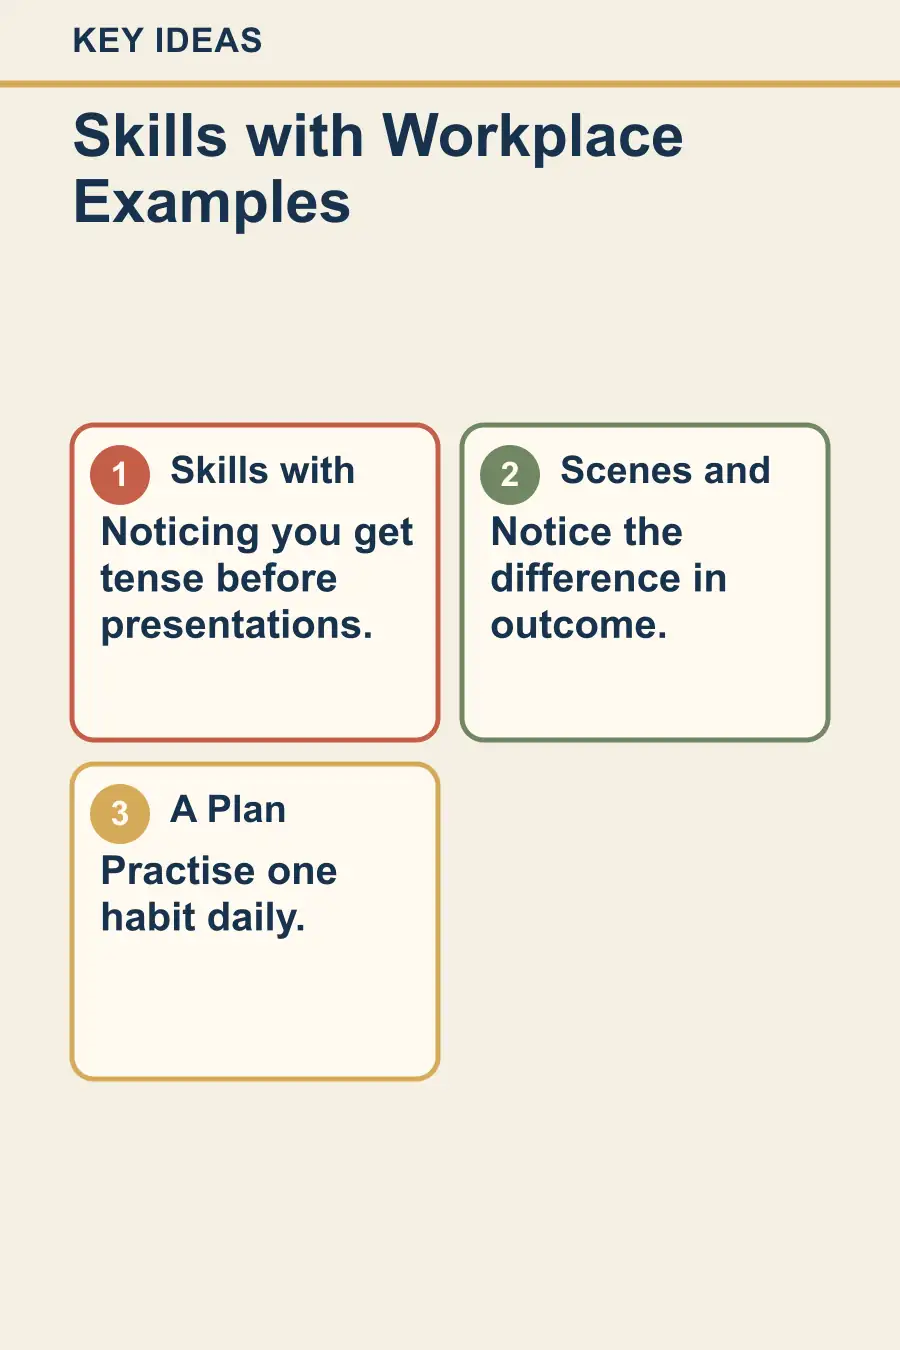 KEY IDEAS
Skills with Workplace
Examples
1 Skills with
Noticing you get
tense before
presentations.
2 Scenes and
Notice the
difference in
outcome.
3 A Plan
Practise one
habit daily.